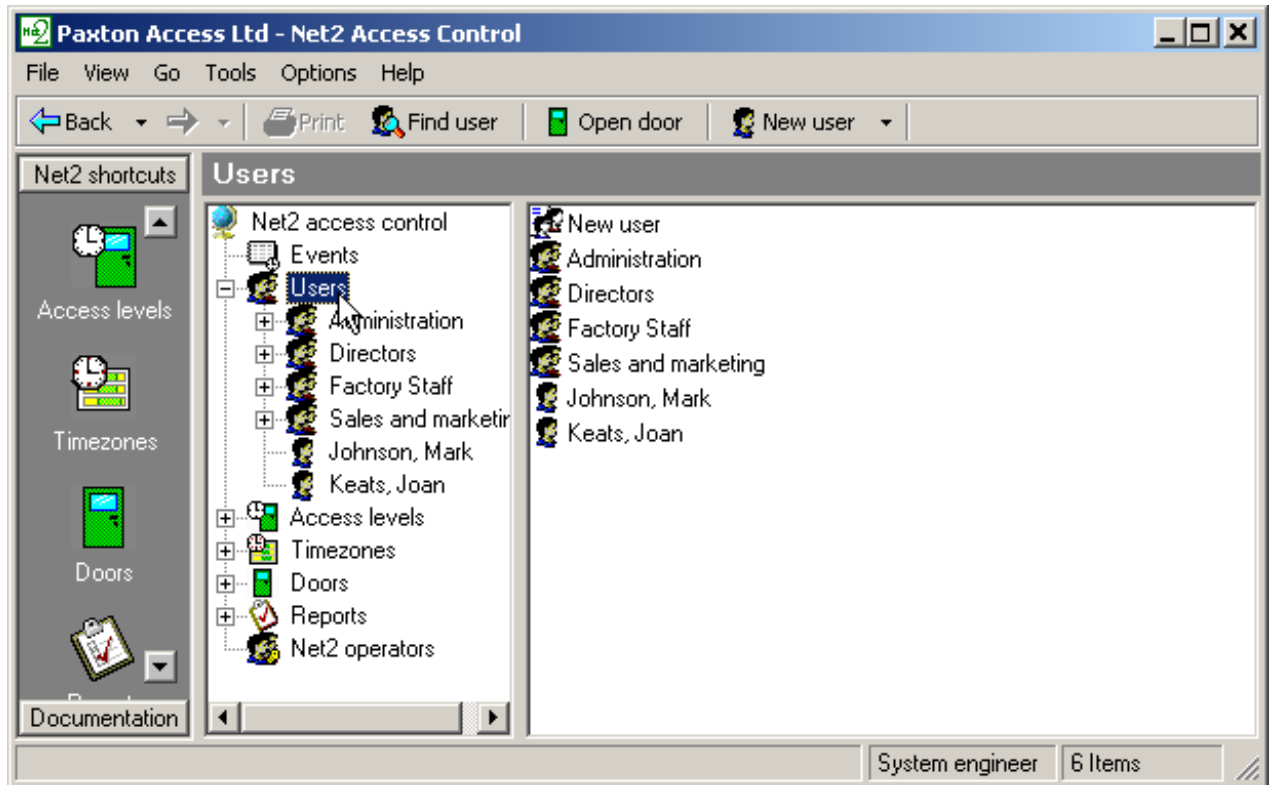 Paxton Access Ltd - Net2 Access Control
File View Go Tools Options Help
Back Print Find user Open door New user
Net2 shortcuts
Access levels
Timezones
Doors
Documentation
Users
Net2 access control
Events
Users
Administration
Directors
Factory Staff
Sales and marketin
Johnson, Mark
Keats, Joan
Access levels
Timezones
Doors
Reports
Net2 operators
New user
Administration
Directors
Factory Staff
Sales and marketing
Johnson, Mark
Keats, Joan
System engineer 6 Items